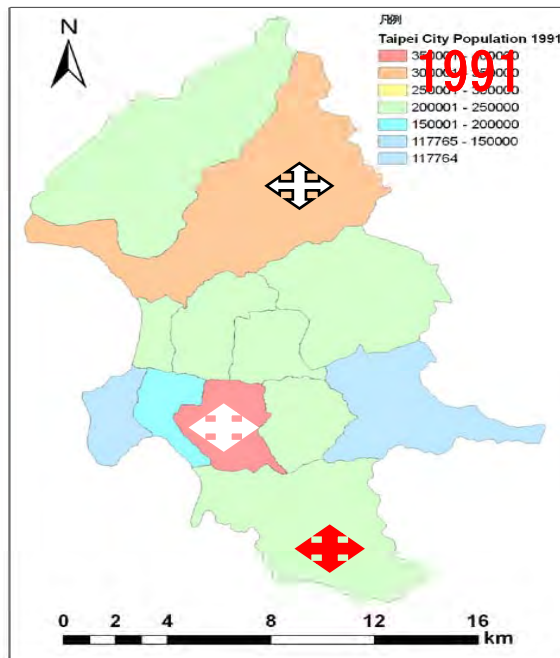 N
凡例
Taipei City Population 1991
1991
200001 - 250000
150001 - 200000
117765 - 150000
117764
0 2 4 8 12 16
km